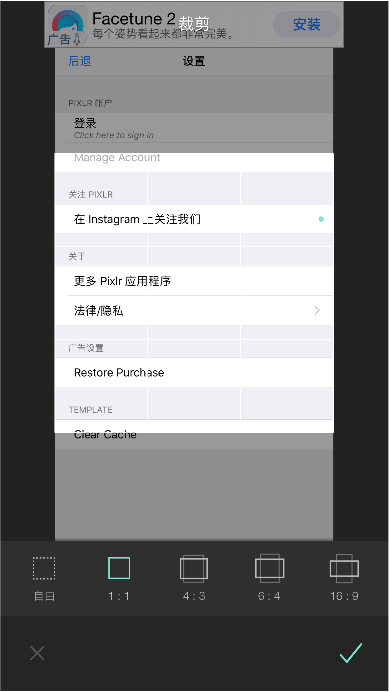 Facetune 2
裁剪
每个姿势看起来都非常完美。
广告
安装
后退
设置
PIXLR 帐户
登录
Click here to sign in
Manage Account
关注 PIXLR
在 Instagram 上关注我们
关于
更多 Pixlr 应用程序
法律/隐私
广告设置
Restore Purchase
TEMPLATE
Clear Cache
自由
1 : 1
4 : 3
6 : 4
16 : 9